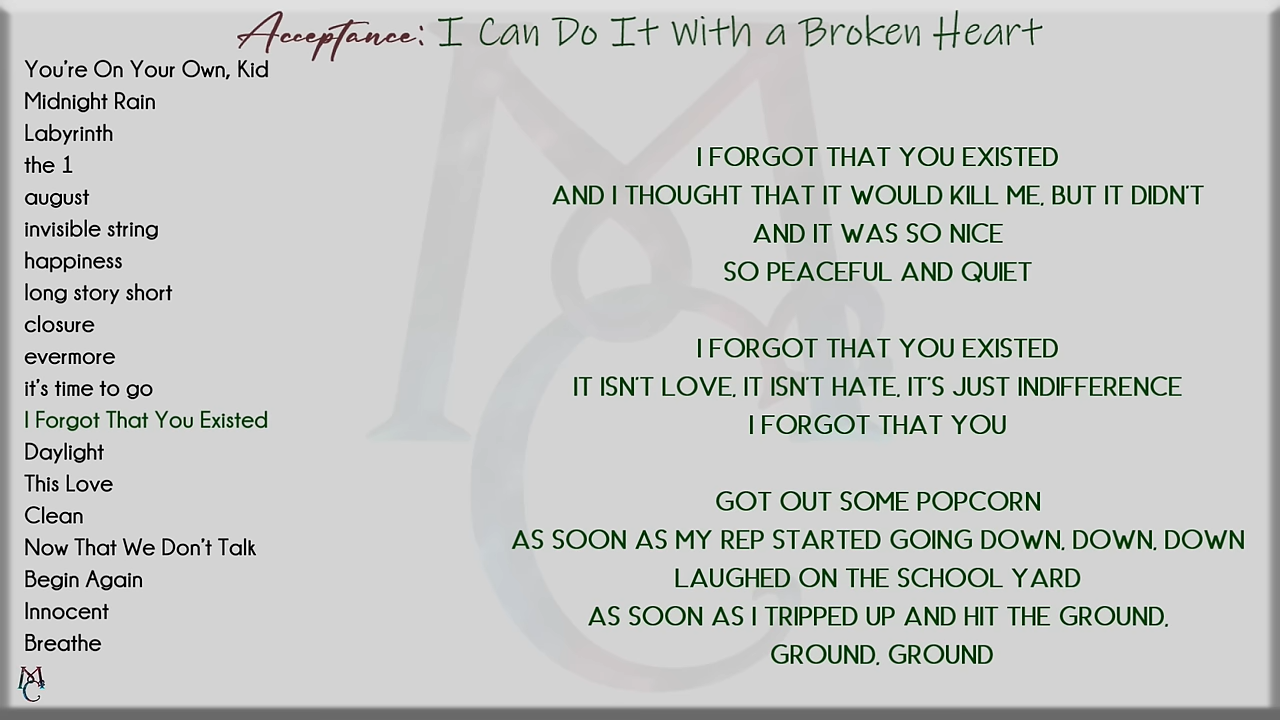 Acceptance: I Can Do It With a Broken Heart
You're On Your Own, Kid
Midnight Rain
Labyrinth
the 1
august
invisible string
happiness
long story short
closure
evermore
it's time to go
I Forgot That You Existed
Daylight
This Love
Clean
Now That We Don't Talk
Begin Again
Innocent
Breathe
I FORGOT THAT YOU EXISTED
AND I THOUGHT THAT IT WOULD KILL ME, BUT IT DIDN'T
AND IT WAS SO NICE
SO PEACEFUL AND QUIET
I FORGOT THAT YOU EXISTED
IT ISN'T LOVE, IT ISN'T HATE, IT'S JUST INDIFFERENCE
I FORGOT THAT YOU
GOT OUT SOME POPCORN
AS SOON AS MY REP STARTED GOING DOWN, DOWN, DOWN
LAUGHED ON THE SCHOOL YARD
AS SOON AS I TRIPPED UP AND HIT THE GROUND,
GROUND, GROUND